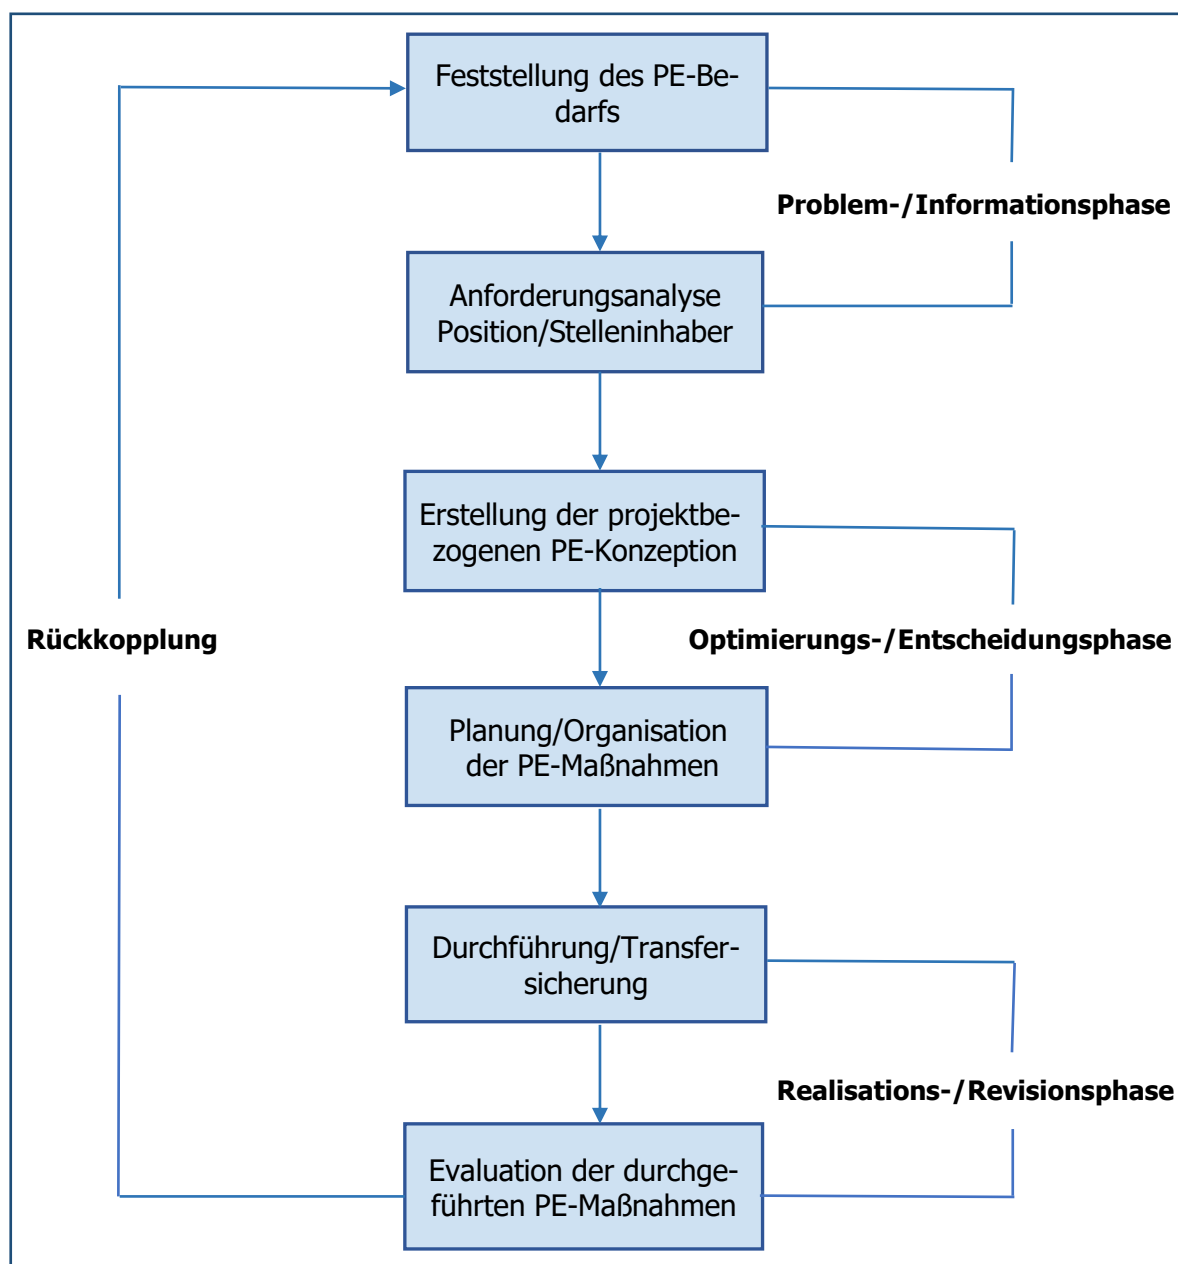 Feststellung des PE-Be-
darfs
Problem-/Informationsphase
Anforderungsanalyse
Position/Stelleninhaber
Erstellung der projektbe-
zogenen PE-Konzeption
Rückkopplung
Optimierungs-/Entscheidungsphase
Planung/Organisation
der PE-Maßnahmen
Durchführung/Transfer-
sicherung
Realisations-/Revisionsphase
Evaluation der durchge-
führten PE-Maßnahmen